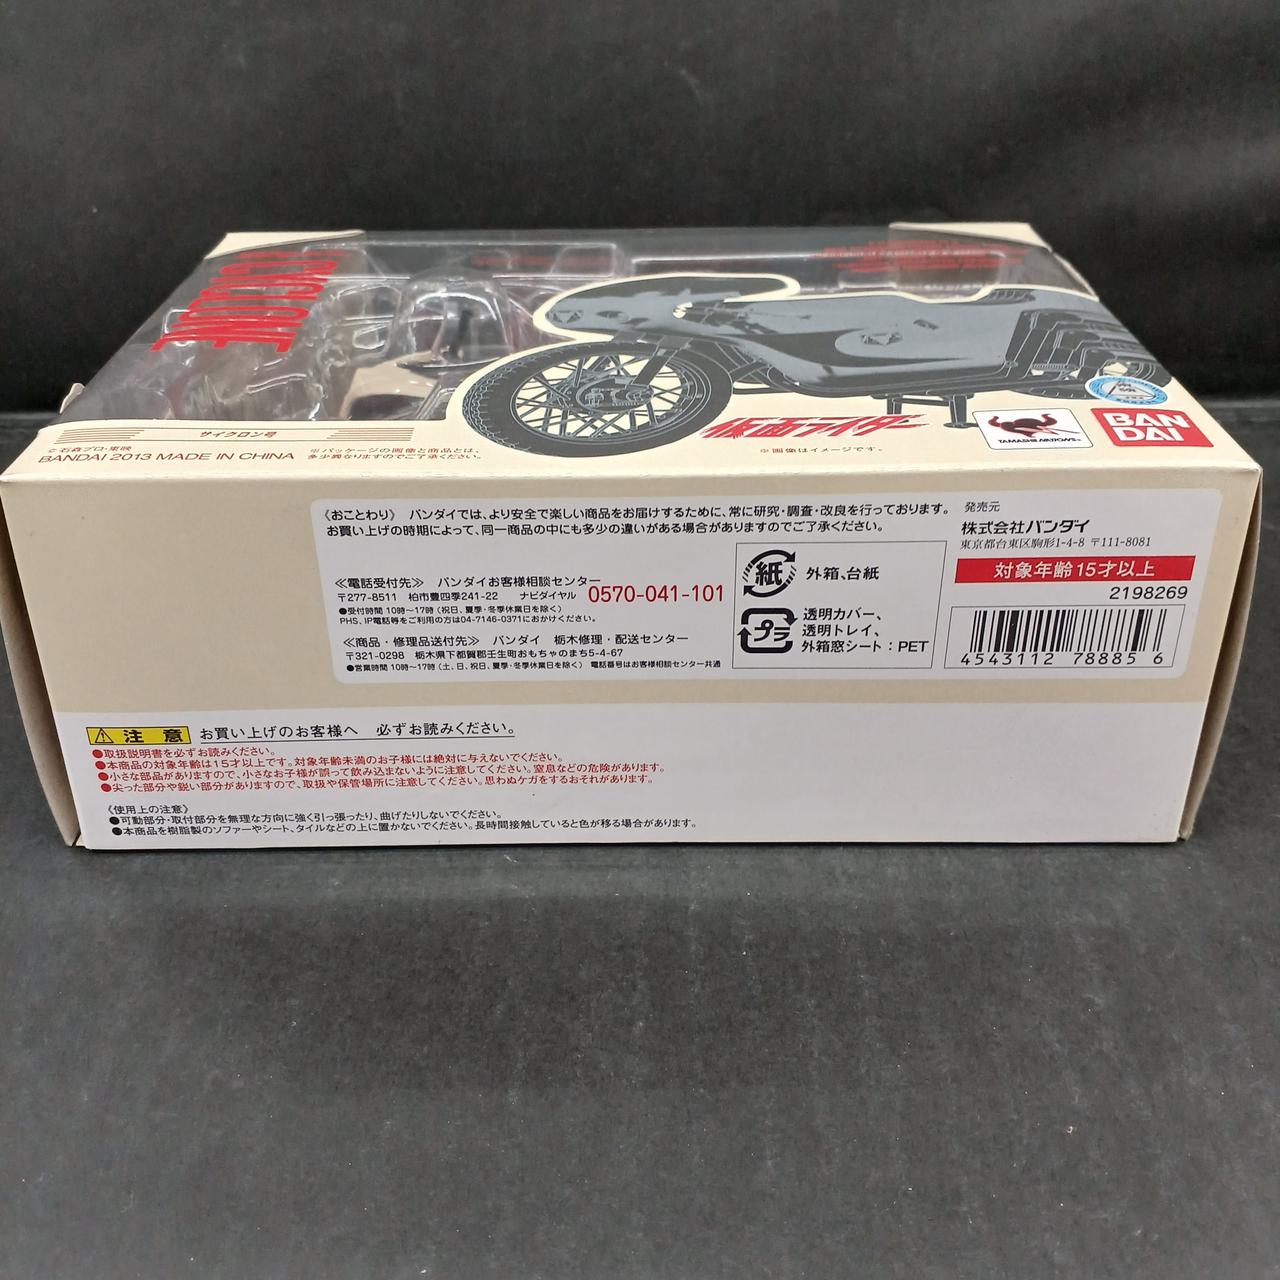 CYCLONE
サイクロン号
©石森プロ・東映
BANDAI 2013 MADE IN CHINA
※パッケージの画像と商品とは、
多少異なりますのでご了承ください。
仮面ライダー
※画像はイメージです。
TAMASHII NATIONS
BAN
DAI
《おことわり》 バンダイでは、より安全で楽しい商品をお届けするために、常に研究・調査・改良を行っております。
お買い上げの時期によって、同一商品の中にも多少の違いがある場合がありますのでご了承ください。
≪電話受付先≫ バンダイお客様相談センター
〒277-8511 柏市豊四季241-22 ナビダイヤル 0570-041-101
●受付時間 10時〜17時(祝日、夏季・冬季休業日を除く)
PHS、IP電話等をご利用の方は04-7146-0371におかけください。
≪商品・修理品送付先≫ バンダイ 栃木修理・配送センター
〒321-0298 栃木県下都賀郡壬生町おもちゃのまち5-4-67
●営業時間 10時〜17時(土、日、祝日、夏季・冬季休業日を除く) 電話番号はお客様相談センター共通
紙
外箱、台紙
プラ
透明カバー、
透明トレイ、
外箱窓シート:PET
発売元
株式会社バンダイ
東京都台東区駒形1-4-8 〒111-8081
対象年齢15才以上
2198269
4543112 78885 6
注意 お買い上げのお客様へ 必ずお読みください。
●取扱説明書を必ずお読みください。
●本商品の対象年齢は15才以上です。対象年齢未満のお子様には絶対に与えないでください。
●小さな部品がありますので、小さなお子様が誤って飲み込まないように注意してください。窒息などの危険があります。
●尖った部分や鋭い部分がありますので、取扱や保管場所に注意してください。思わぬケガをするおそれがあります。
《使用上の注意》
●可動部分・取付部分を無理な方向に強く引っ張ったり、曲げたりしないでください。
●本商品を樹脂製のソファーやシート、タイルなどの上に置かないでください。長時間接触していると色が移る場合があります。